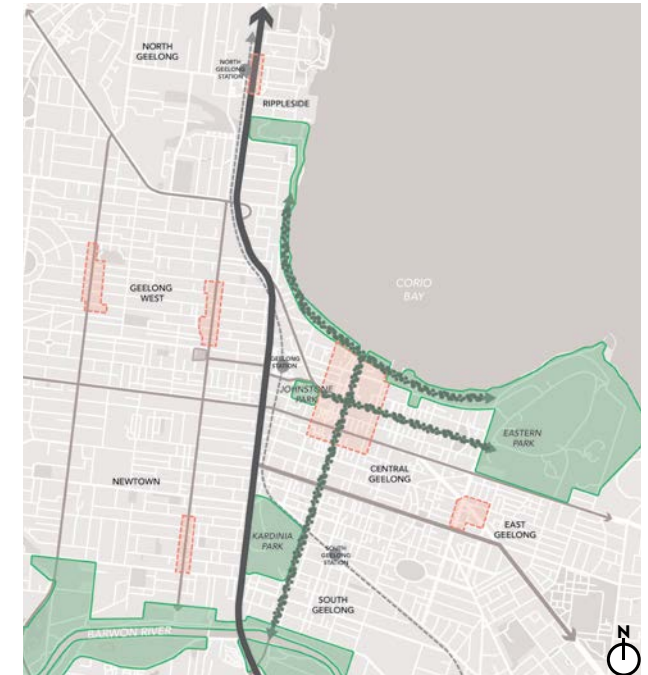 NORTH
GEELONG
NORTH
GEELONG
STATION
RIPPLESIDE
CORIO
BAY
GEELONG
WEST
GEELONG
STATION
JOHNSTONE
PARK
EASTERN
PARK
CENTRAL
GEELONG
NEWTOWN
EAST
GEELONG
KARDINIA
PARK
SOUTH
GEELONG
STATION
SOUTH
GEELONG
BARWON RIVER
N